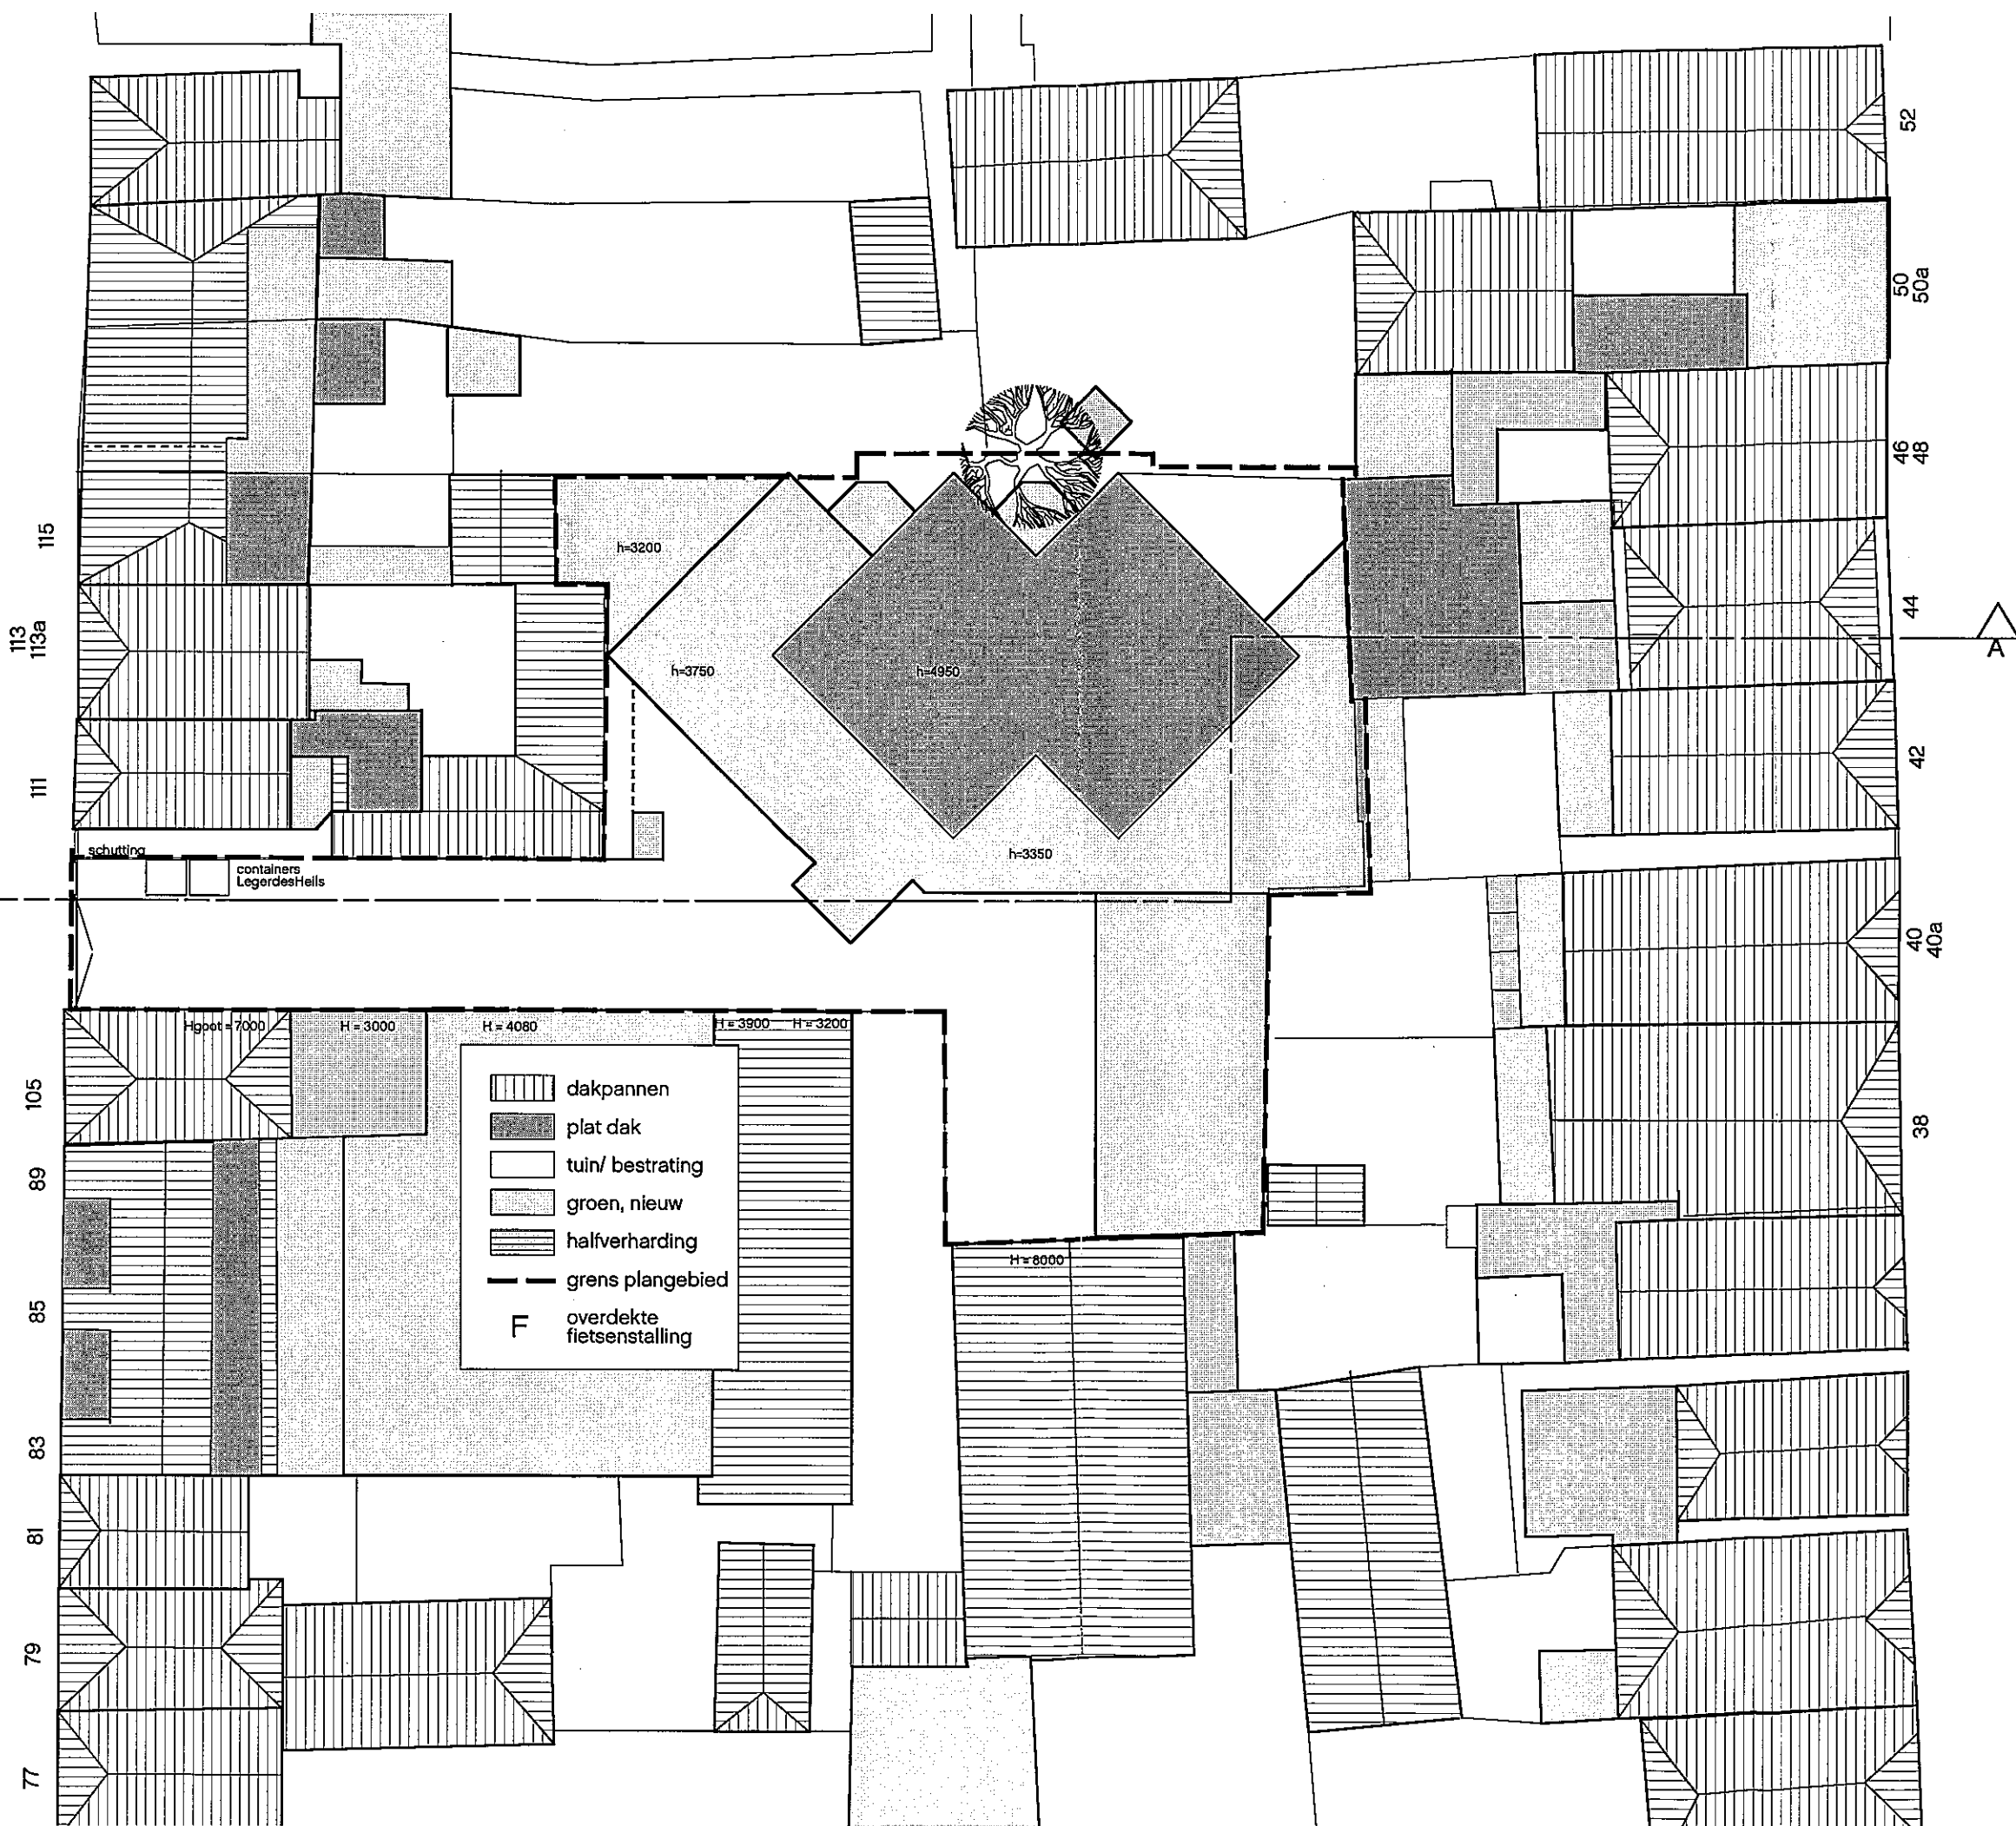 52
50
50a
46
48
115
h=3200
44
A
113
113a
h=3750
h=4950
42
111
schutting
containers
LegerdesHeils
h=3350
40
40a
Hgoot = 7000
H = 3000
H = 4080
H = 3900
H = 3200
105
dakpannen
plat dak
38
tuin/ bestrating
89
groen, nieuw
halfverharding
H = 8000
grens plangebied
85
F
overdekte
fietsenstalling
83
81
79
77